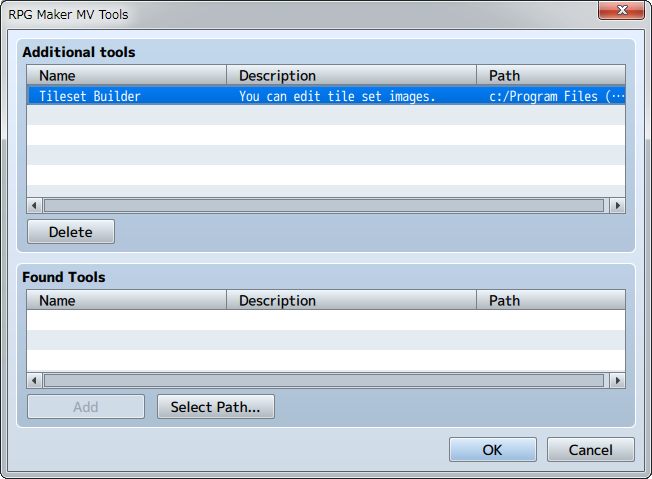 RPG Maker MV Tools
Additional tools
Name Description Path
Tileset Builder You can edit tile set images. c:/Program Files (…
Delete
Found Tools
Name Description Path
Add Select Path...
OK Cancel